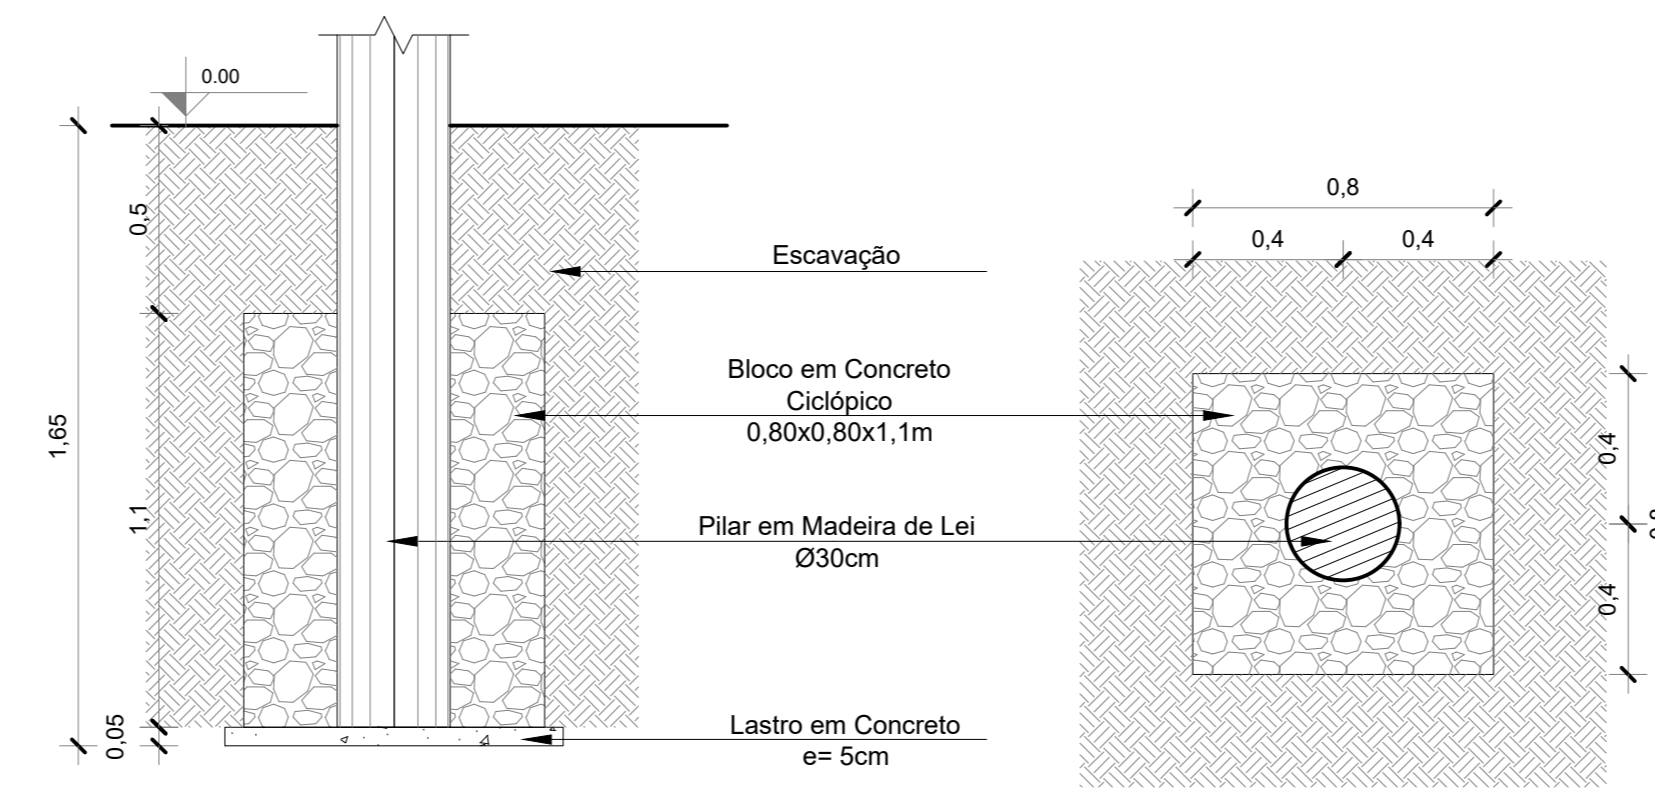 0.00
0,5
1,65
1,1
0,05
Escavação
Bloco em Concreto
Ciclópico
0,80x0,80x1,1m
Pilar em Madeira de Lei
Ø30cm
Lastro em Concreto
e= 5cm
0,8
0,4
0,4
0,4
0,4